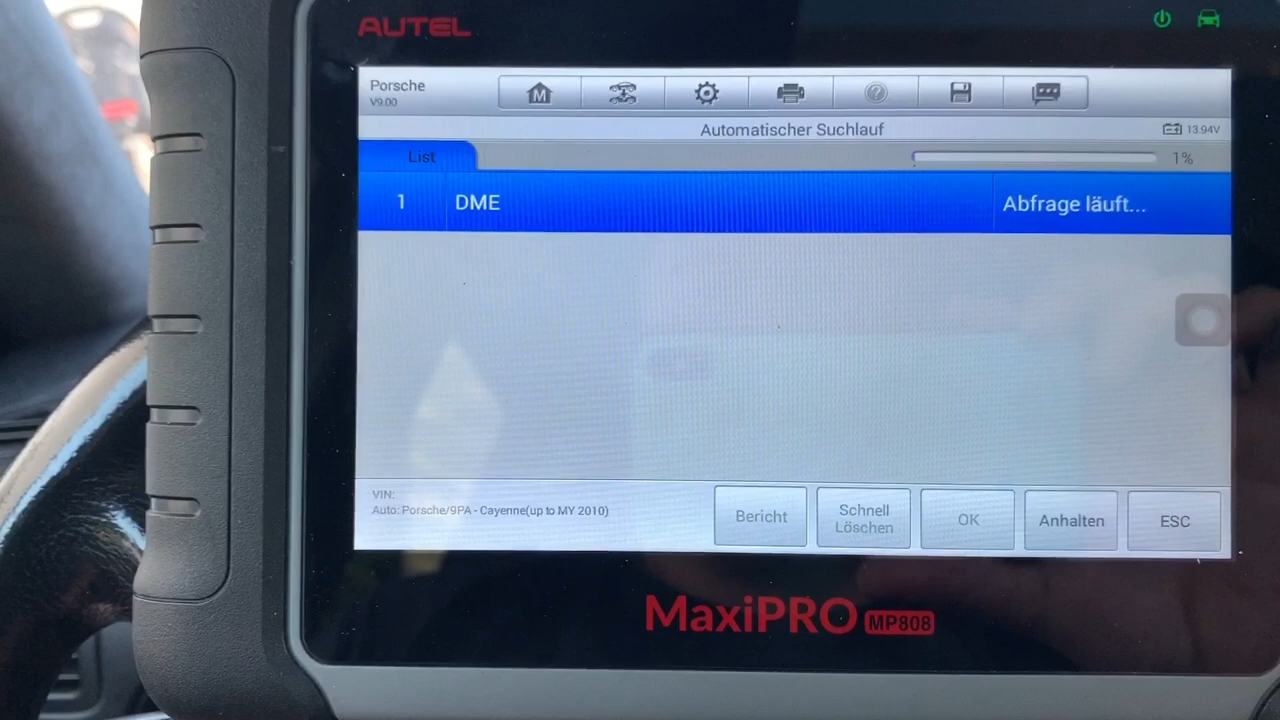 AUTEL
Porsche
V9.00
M
Automatischer Suchlauf
13.94V
List
1%
1 DME Abfrage läuft...
VIN:
Auto: Porsche/9PA - Cayenne(up to MY 2010)
Bericht
Schnell
Löschen
OK
Anhalten
ESC
MaxiPRO MP808